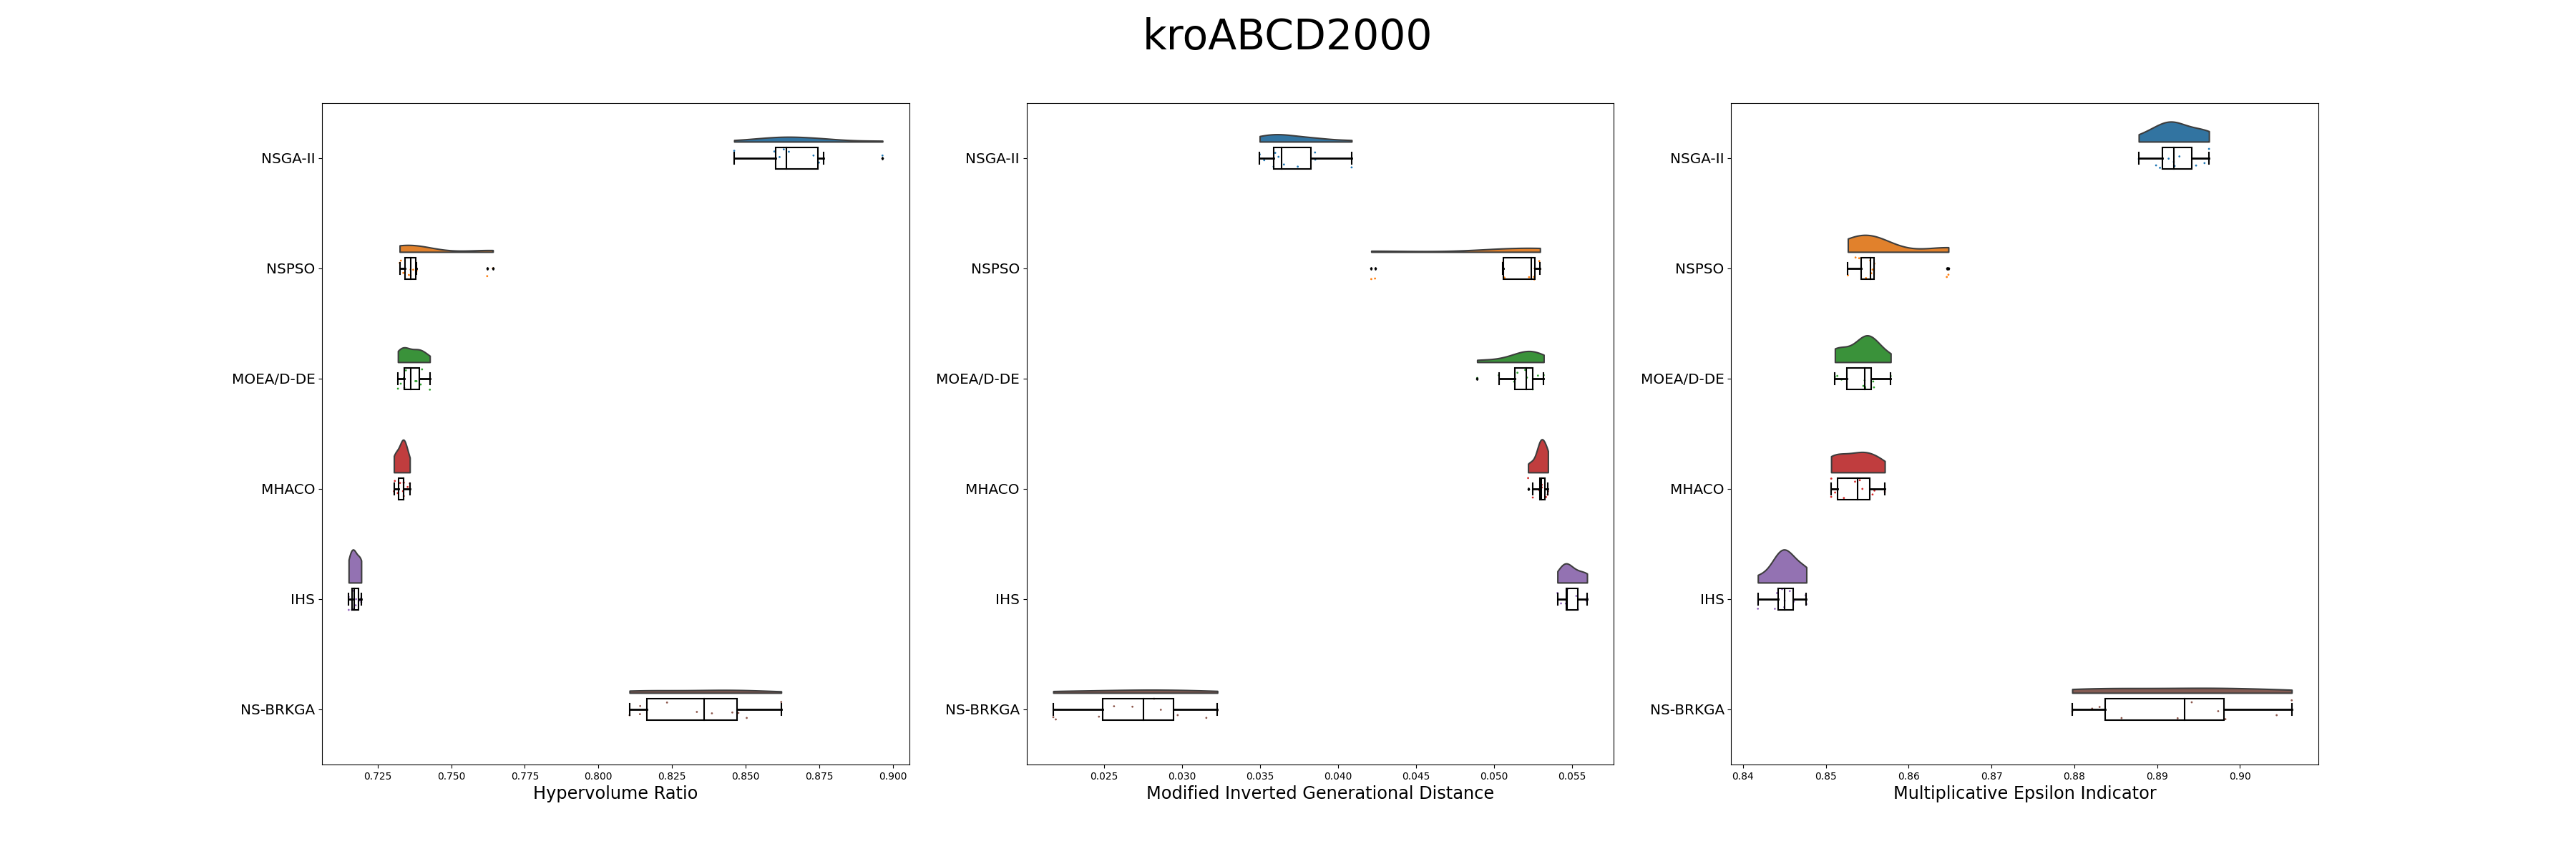 kroABCD2000
NSGA-II
NSPSO
MOEA/D-DE
MHACO
IHS
NS-BRKGA
0.725 0.750 0.775 0.800 0.825 0.850 0.875 0.900
Hypervolume Ratio
NSGA-II
NSPSO
MOEA/D-DE
MHACO
IHS
NS-BRKGA
0.025 0.030 0.035 0.040 0.045 0.050 0.055
Modified Inverted Generational Distance
NSGA-II
NSPSO
MOEA/D-DE
MHACO
IHS
NS-BRKGA
0.84 0.85 0.86 0.87 0.88 0.89 0.90
Multiplicative Epsilon Indicator